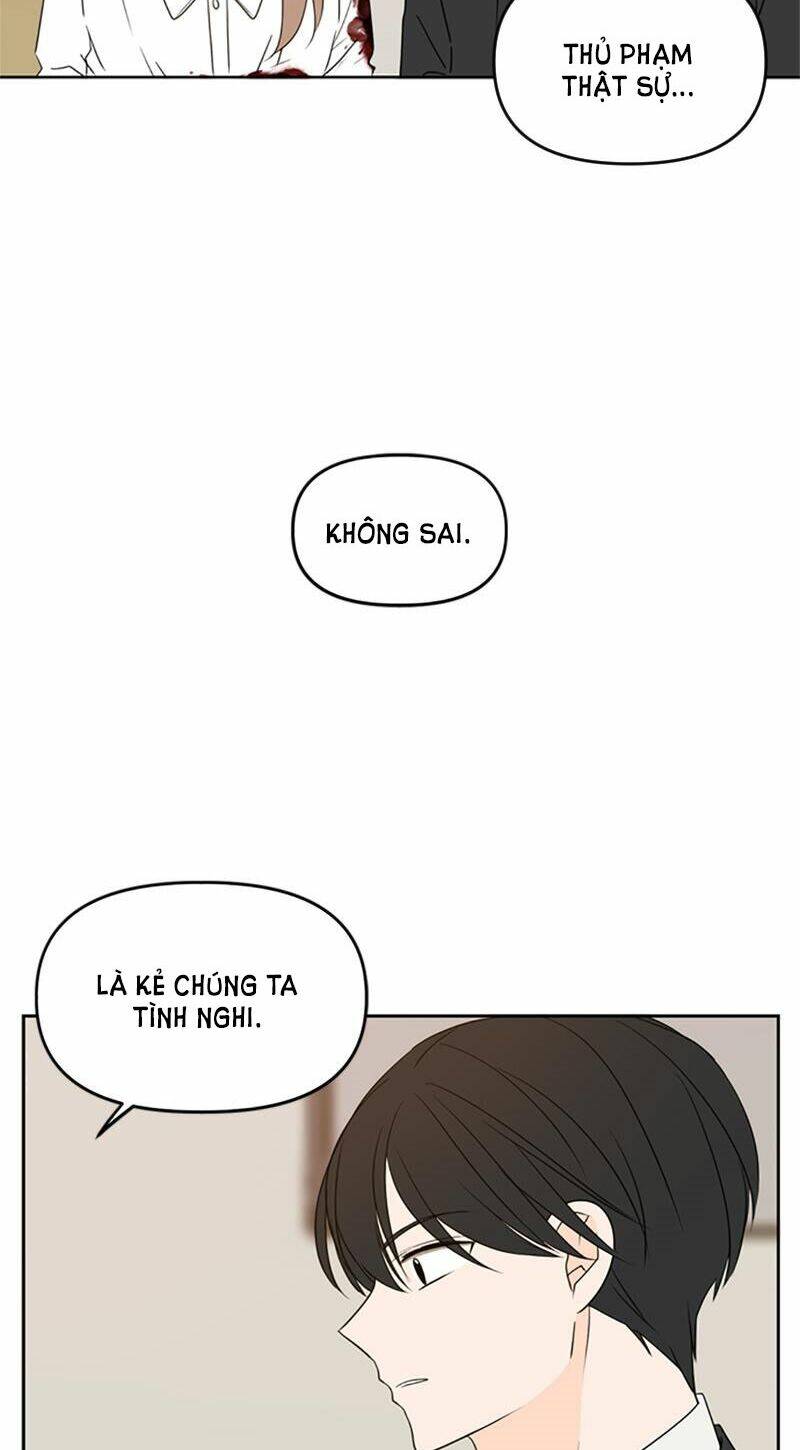 THỦ PHẠM
THẬT SỰ...
KHÔNG SAI.
LÀ KẺ CHÚNG TA
TÌNH NGHI.